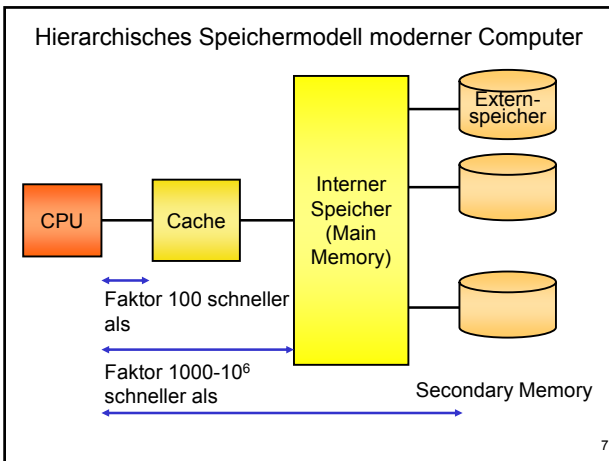 Hierarchisches Speichermodell moderner Computer
Extern-
speicher
CPU
Cache
Interner
Speicher
(Main
Memory)
Faktor 100 schneller
als
Faktor 1000-10⁶
schneller als
Secondary Memory
7